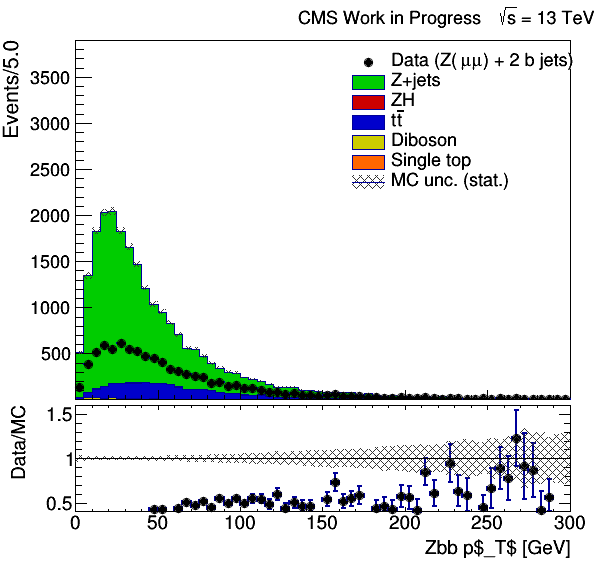 CMS Work in Progress √s = 13 TeV
Events/5.0
3500
3000
2500
2000
1500
1000
500
Data (Z(μμ) + 2 b jets)
Z+jets
ZH
tt̄
Diboson
Single top
MC unc. (stat.)
Data/MC
1.5
1
0.5
0 50 100 150 200 250 300
Zbb p$_T$ [GeV]